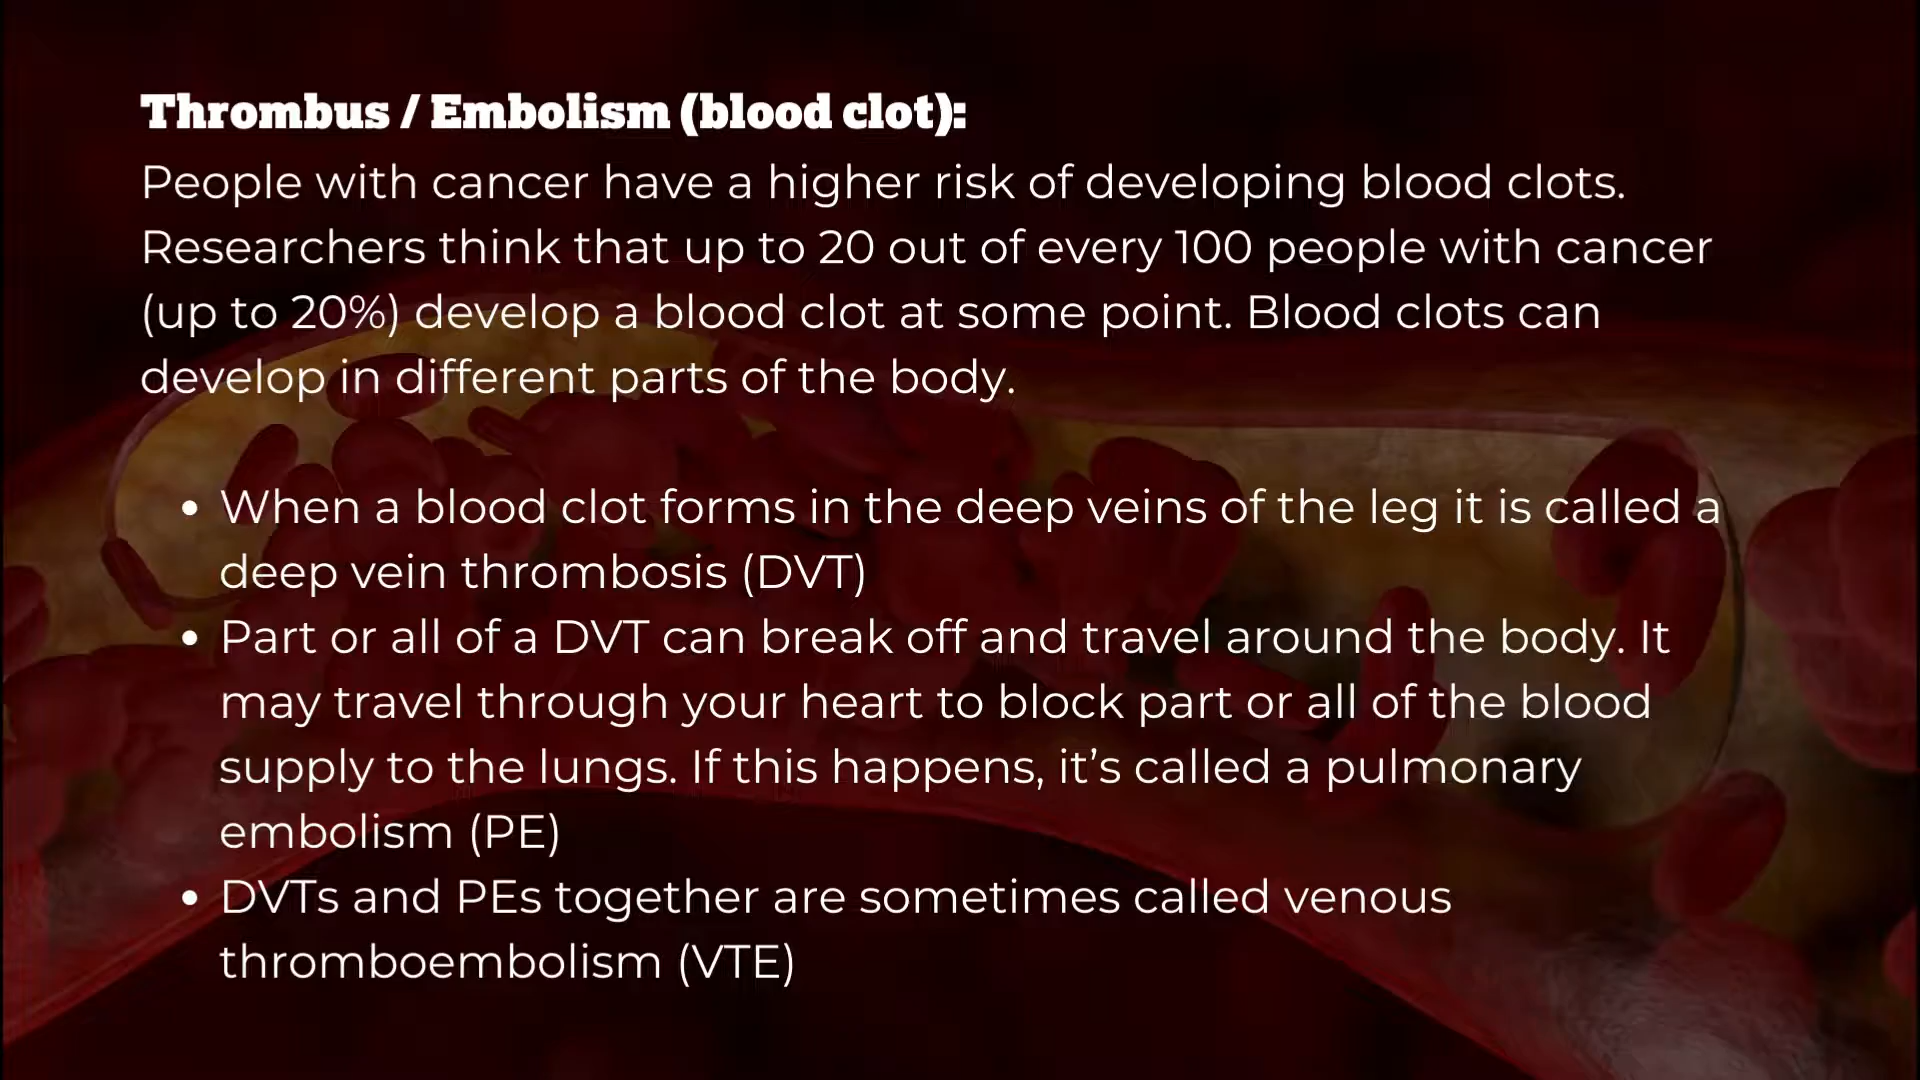 Thrombus / Embolism (blood clot):
People with cancer have a higher risk of developing blood clots.
Researchers think that up to 20 out of every 100 people with cancer
(up to 20%) develop a blood clot at some point. Blood clots can
develop in different parts of the body.
• When a blood clot forms in the deep veins of the leg it is called a
deep vein thrombosis (DVT)
• Part or all of a DVT can break off and travel around the body. It
may travel through your heart to block part or all of the blood
supply to the lungs. If this happens, it’s called a pulmonary
embolism (PE)
• DVTs and PEs together are sometimes called venous
thromboembolism (VTE)